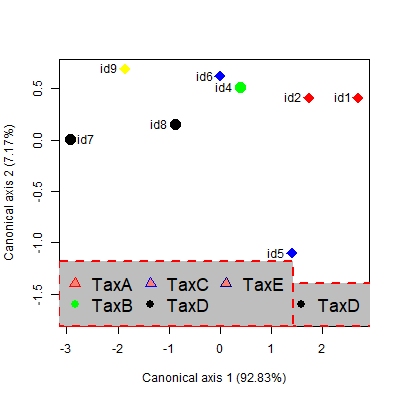 id9
id6
id4
id2
id1
id8
id7
id5
0.5
0.0
-0.5
-1.0
-1.5
Canonical axis 2 (7.17%)
TaxA TaxC TaxE
TaxB TaxD TaxD
-3 -2 -1 0 1 2
Canonical axis 1 (92.83%)